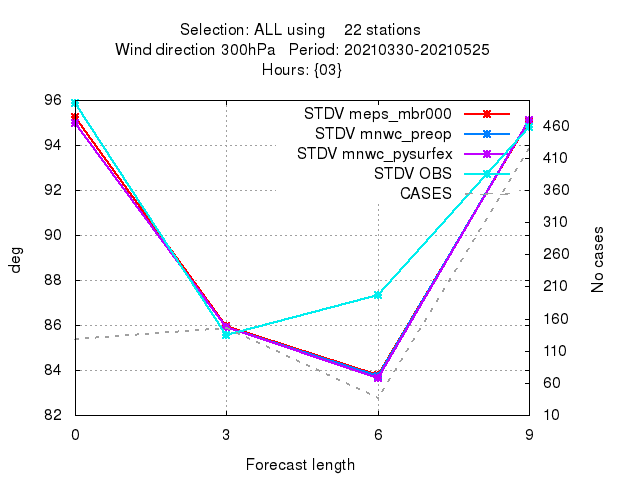 Selection: ALL using 22 stations
Wind direction 300hPa Period: 20210330-20210525
Hours: {03}
96
94
92
90
88
86
84
82
deg
STDV meps_mbr000
STDV mnwc_preop
STDV mnwc_pysurfex
STDV OBS
CASES
460
410
360
310
260
210
160
110
60
10
No cases
0 3 6 9
Forecast length